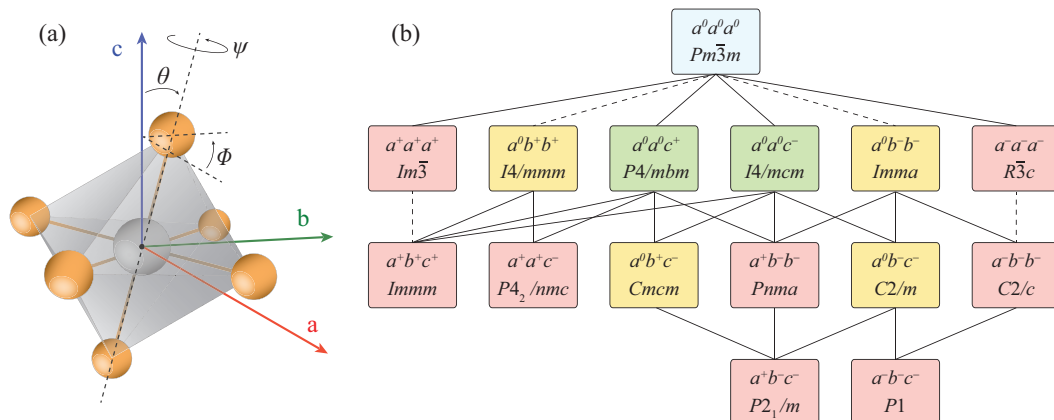 (a)
c
ψ
θ
Φ
b
a
(b)
a⁰a⁰a⁰
Pm3̅m
a⁺a⁺a⁺
Im3̅
a⁰b⁺b⁺
I4/mmm
a⁰a⁰c⁺
P4/mbm
a⁰a⁰c⁻
I4/mcm
a⁰b⁻b⁻
Imma
a⁻a⁻a⁻
R3̅c
a⁺b⁺c⁺
Immm
a⁺a⁺c⁻
P4₂/nmc
a⁰b⁺c⁻
Cmcm
a⁺b⁻b⁻
Pnma
a⁰b⁻c⁻
C2/m
a⁻b⁻b⁻
C2/c
a⁺b⁻c⁻
P2₁/m
a⁻b⁻c⁻
P1